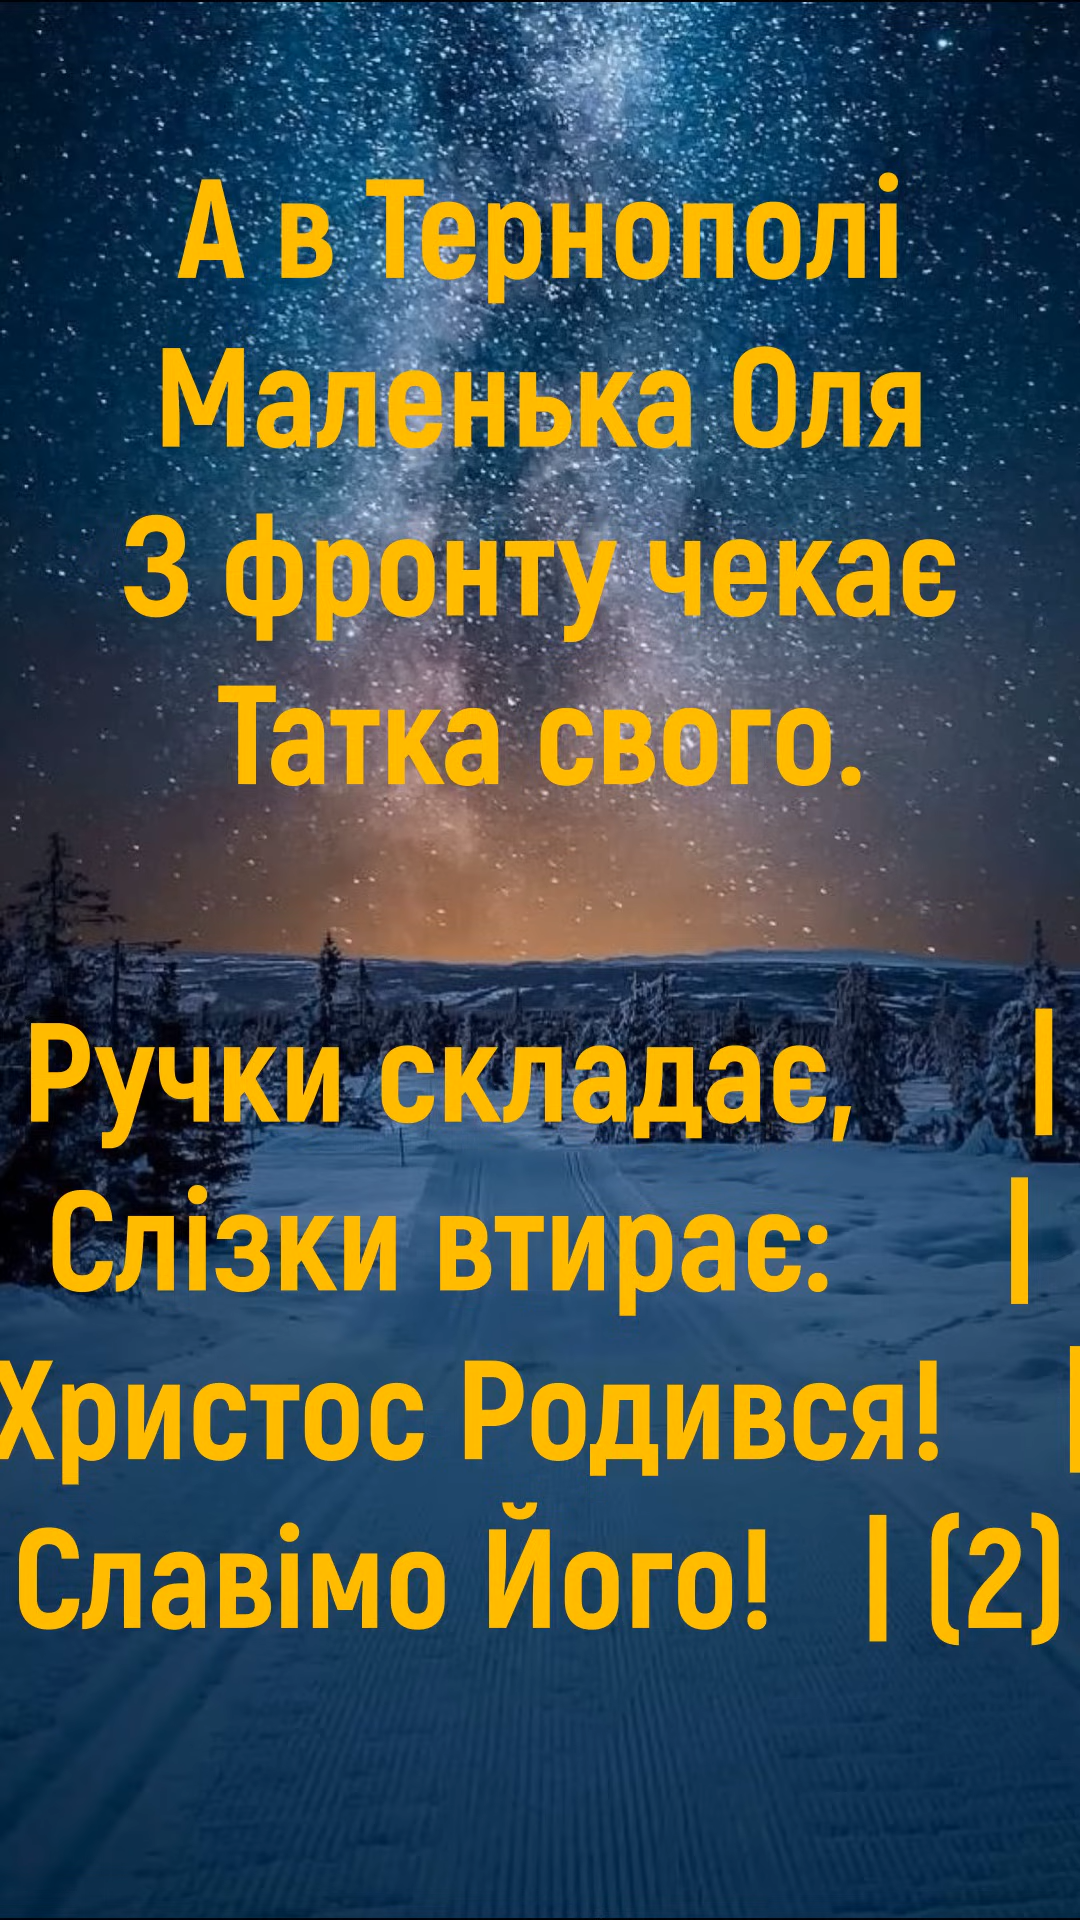 А в Тернополі
Маленька Оля
З фронту чекає
Татка свого.
Ручки складає, |
Слізки втирає: |
Христос Родився! |
Славімо Його! | (2)